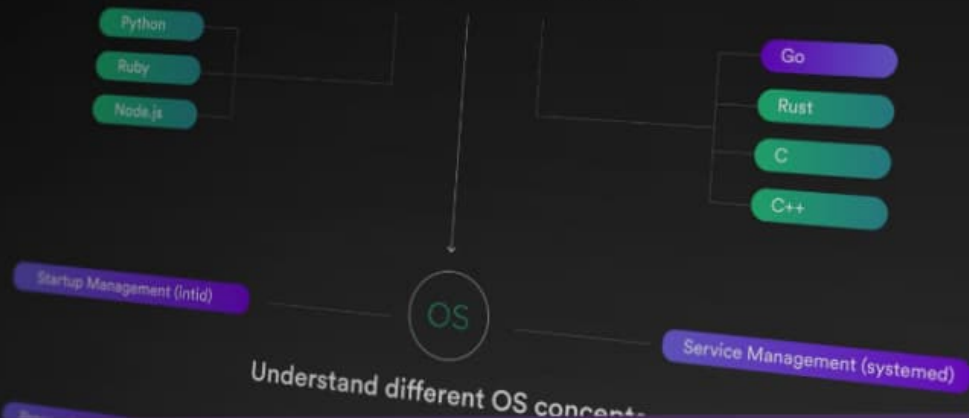 Python
Ruby
Node.js
Go
Rust
C
C++
Startup Management (intid)
OS
Service Management (systemed)
Understand different OS